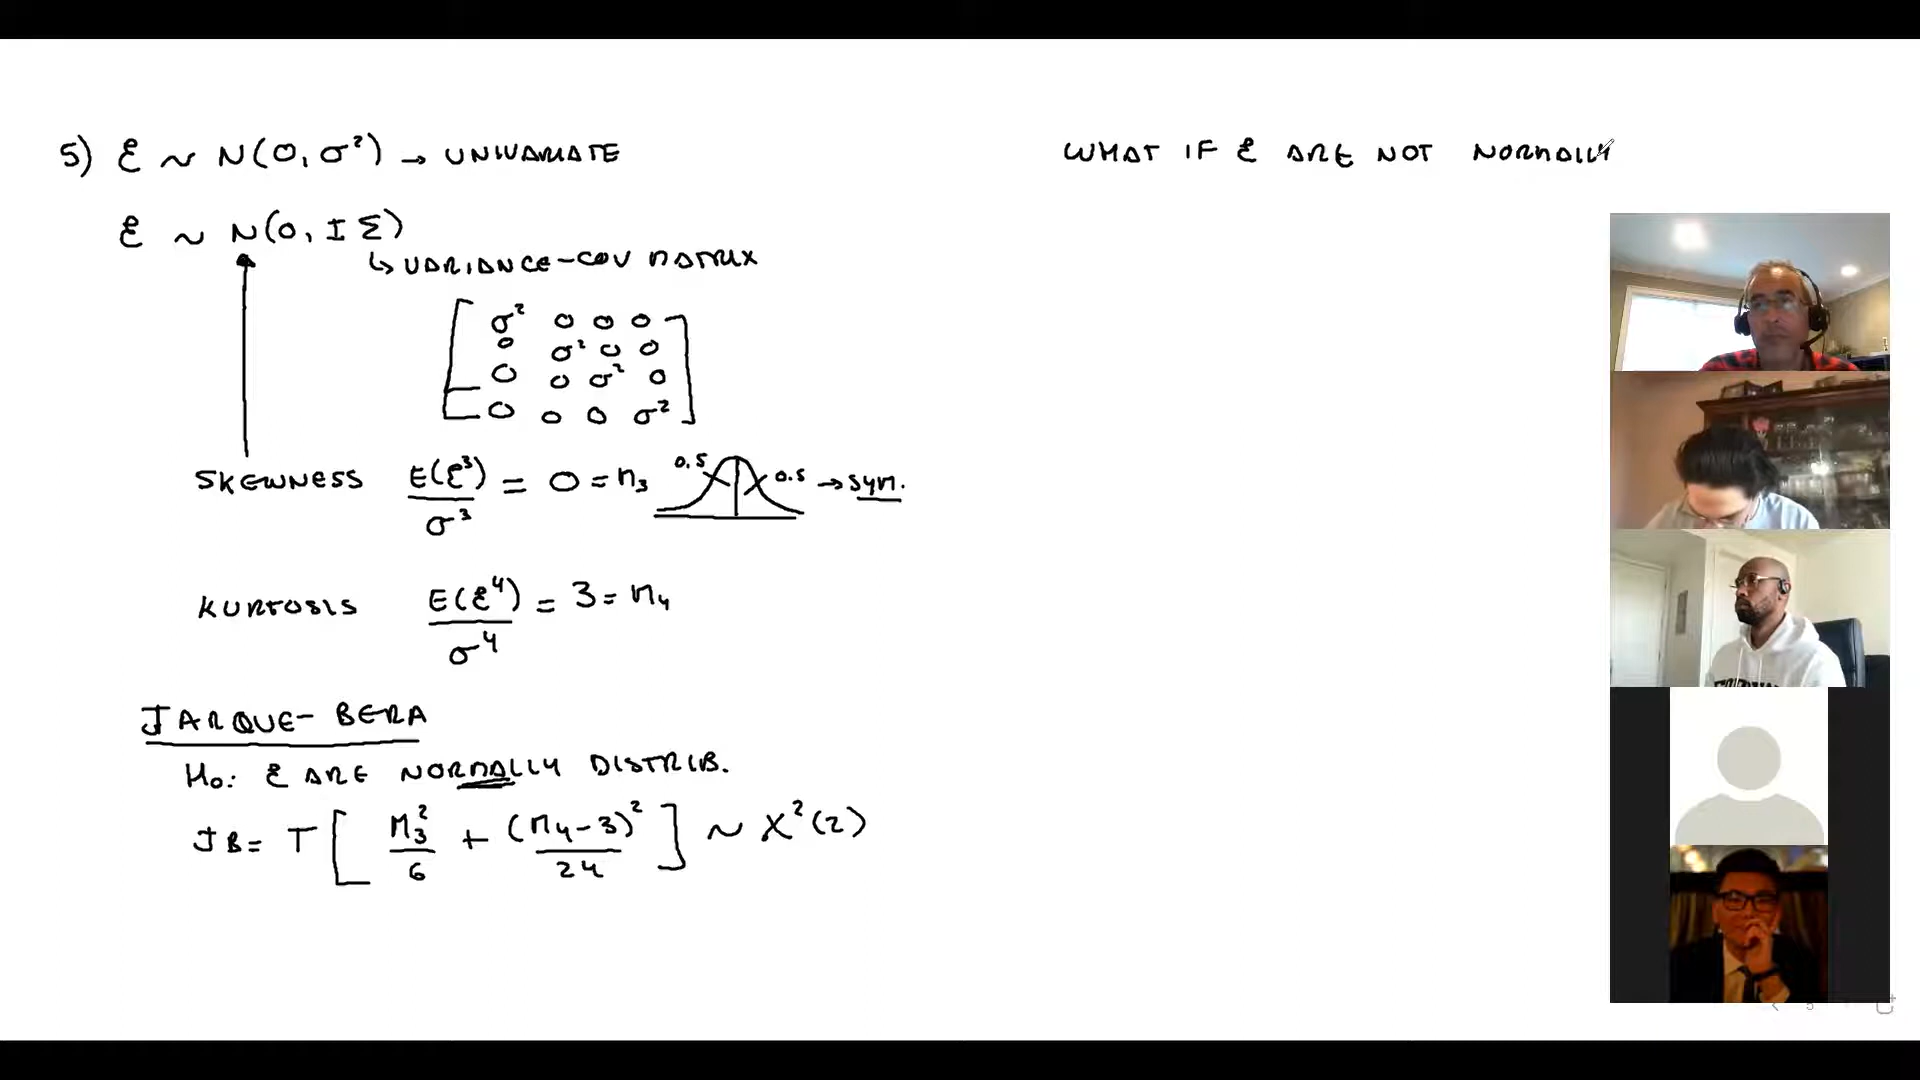 5) ε ~ N(0, σ²) → UNIVARIATE
ε ~ N(0, I Σ)
↳ VARIANCE-COV MATRIX
[ σ² 0 0 0 ]
0 σ² 0 0
0 0 σ² 0
0 0 0 σ²
SKEWNESS E(ε³)/σ³ = 0 = M₃ 0.5 0.5 → SYM.
KURTOSIS E(ε⁴)/σ⁴ = 3 = M₄
JARQUE-BERA
H₀: ε ARE NORMALLY DISTRIB.
JB = T [ M₃²/6 + (M₄-3)²/24 ] ~ χ²(2)
WHAT IF ε ARE NOT NORMALLY
5